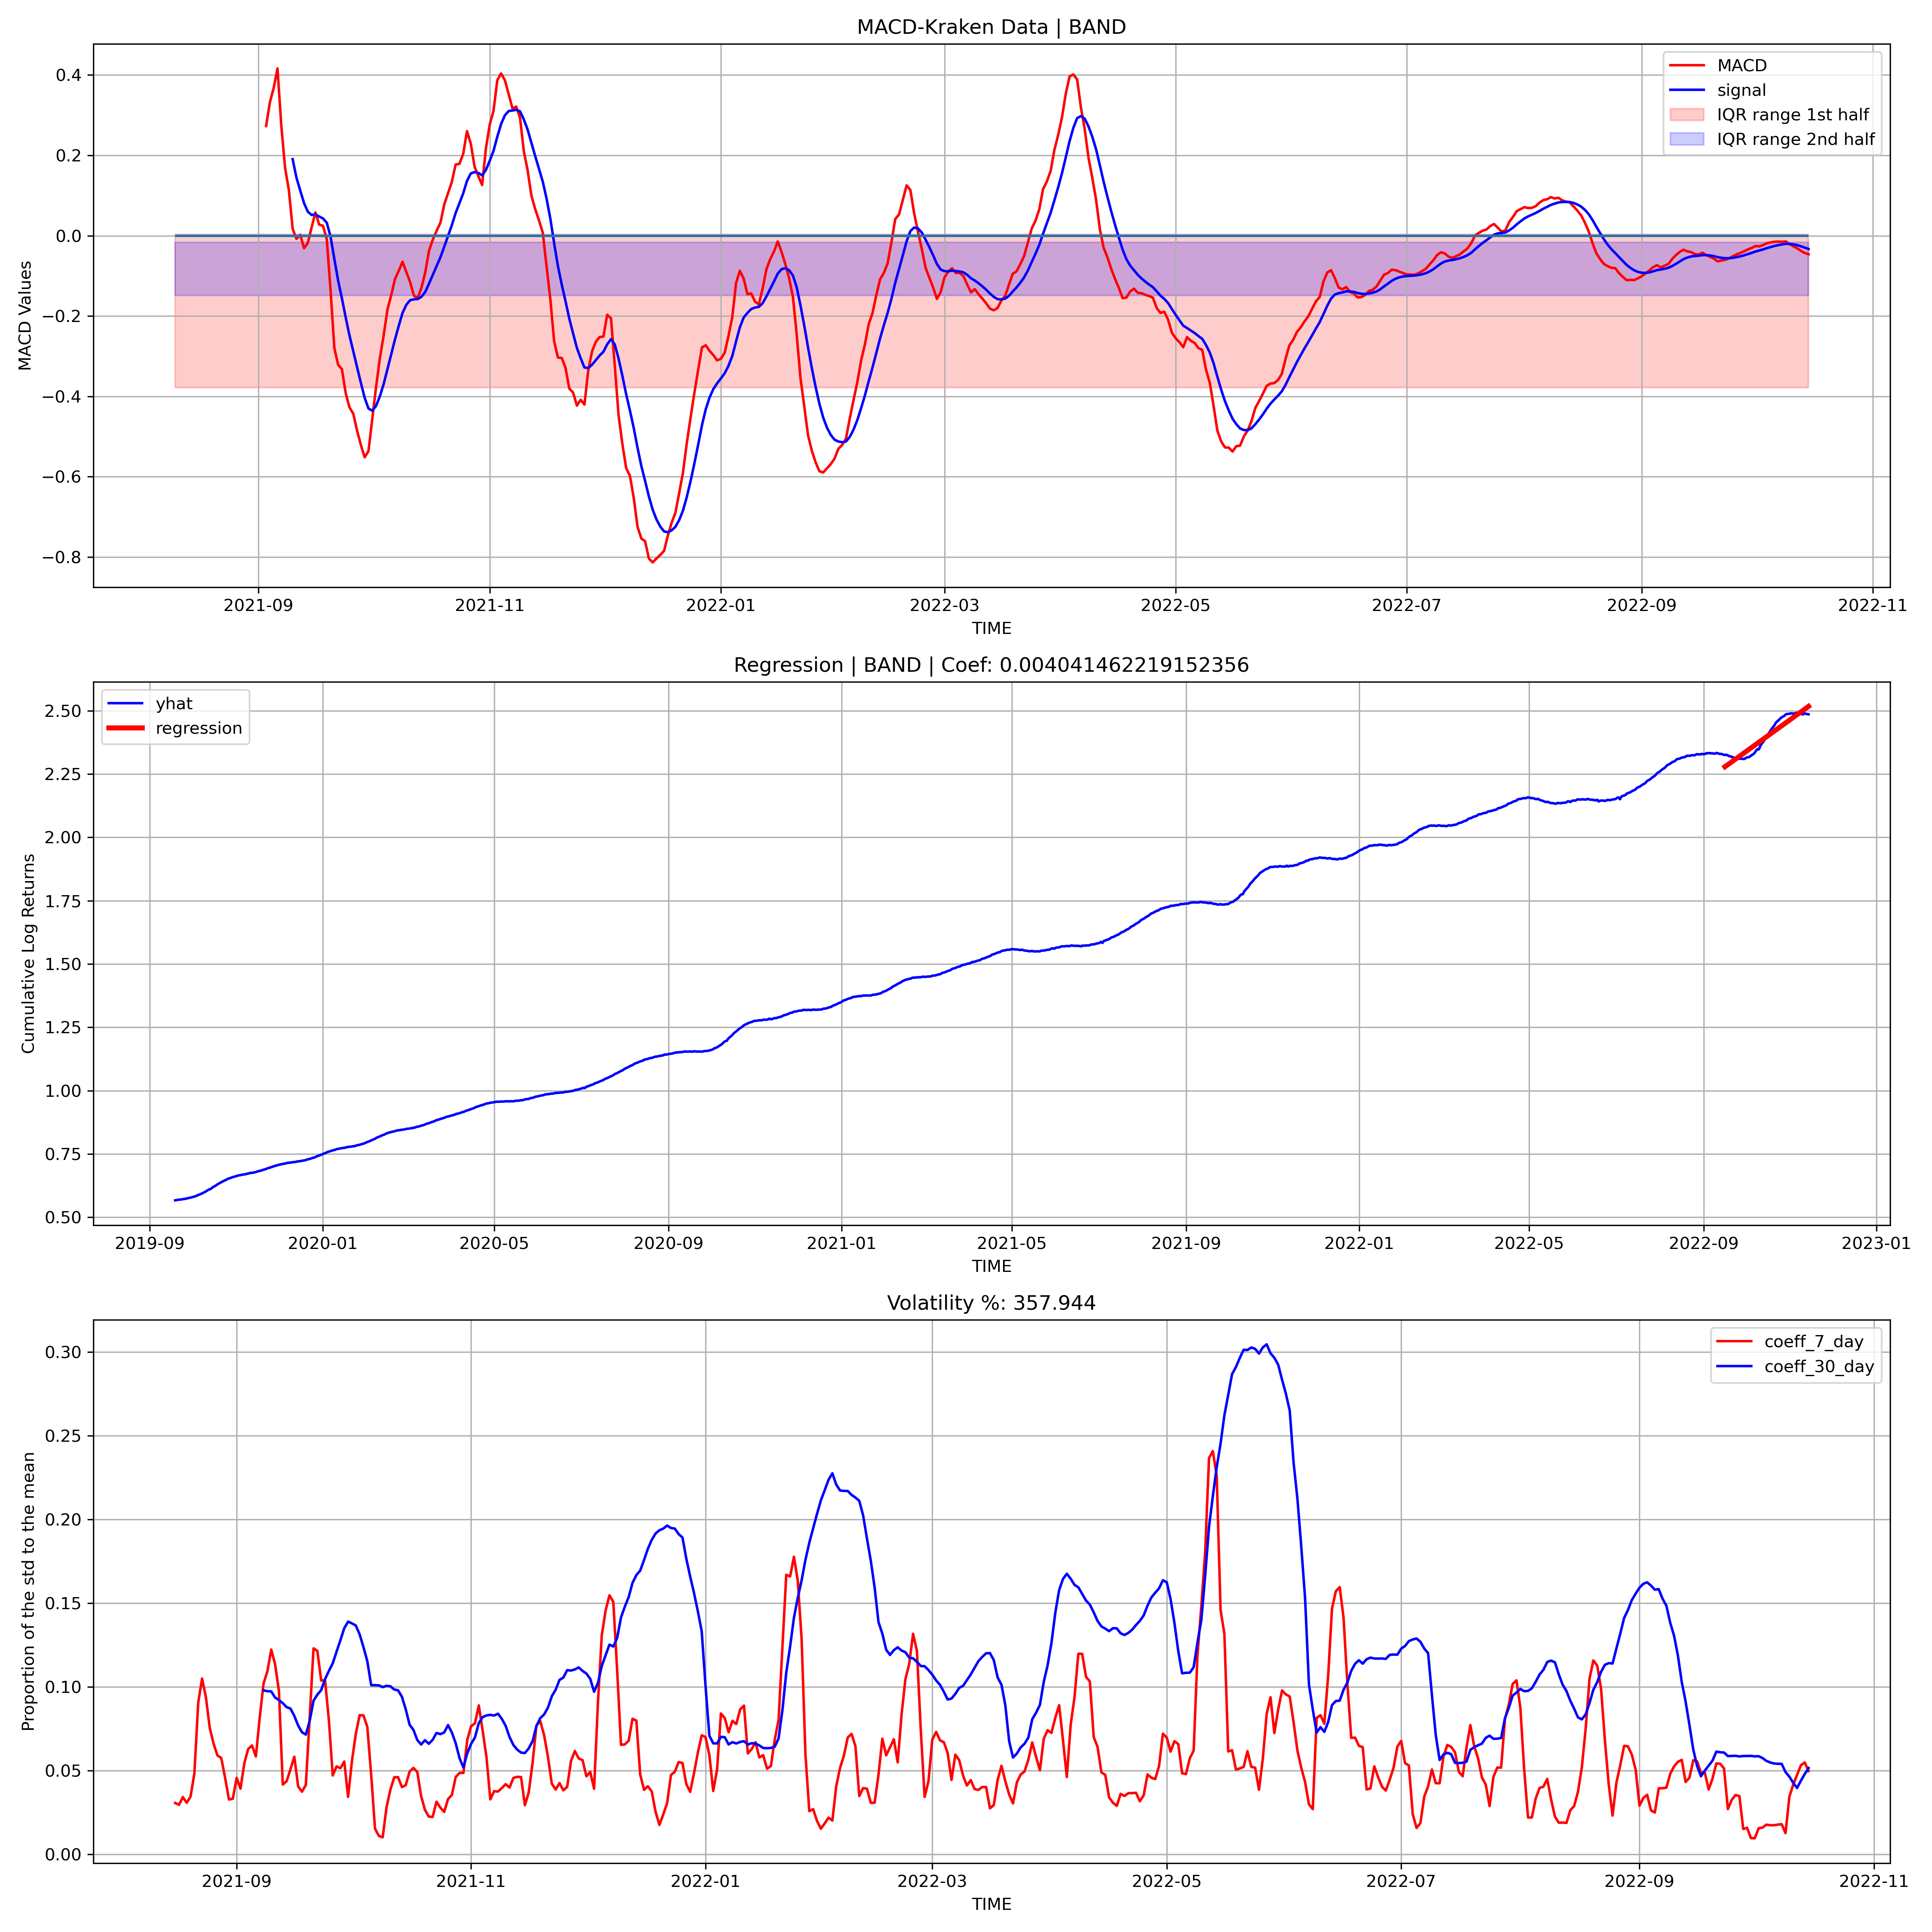 MACD-Kraken Data | BAND
MACD
signal
IQR range 1st half
IQR range 2nd half
MACD Values
0.4
0.2
0.0
−0.2
−0.4
−0.6
−0.8
2021-09 2021-11 2022-01 2022-03 2022-05 2022-07 2022-09 2022-11
TIME
Regression | BAND | Coef: 0.004041462219152356
yhat
regression
Cumulative Log Returns
2.50
2.25
2.00
1.75
1.50
1.25
1.00
0.75
0.50
2019-09 2020-01 2020-05 2020-09 2021-01 2021-05 2021-09 2022-01 2022-05 2022-09 2023-01
TIME
Volatility %: 357.944
coeff_7_day
coeff_30_day
Proportion of the std to the mean
0.30
0.25
0.20
0.15
0.10
0.05
0.00
2021-09 2021-11 2022-01 2022-03 2022-05 2022-07 2022-09 2022-11
TIME